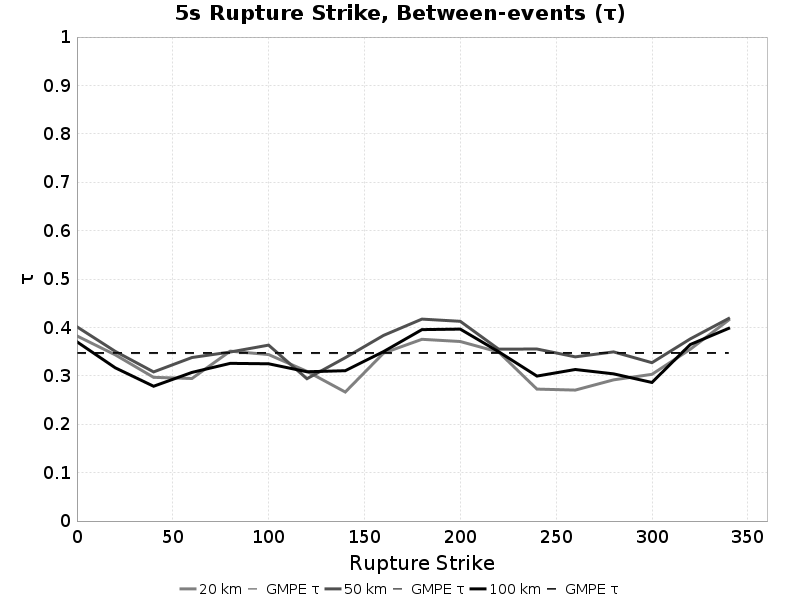 5s Rupture Strike, Between-events (τ)
1
0.9
0.8
0.7
0.6
0.5
0.4
0.3
0.2
0.1
0
τ
0 50 100 150 200 250 300 350
Rupture Strike
20 km GMPE τ 50 km GMPE τ 100 km GMPE τ